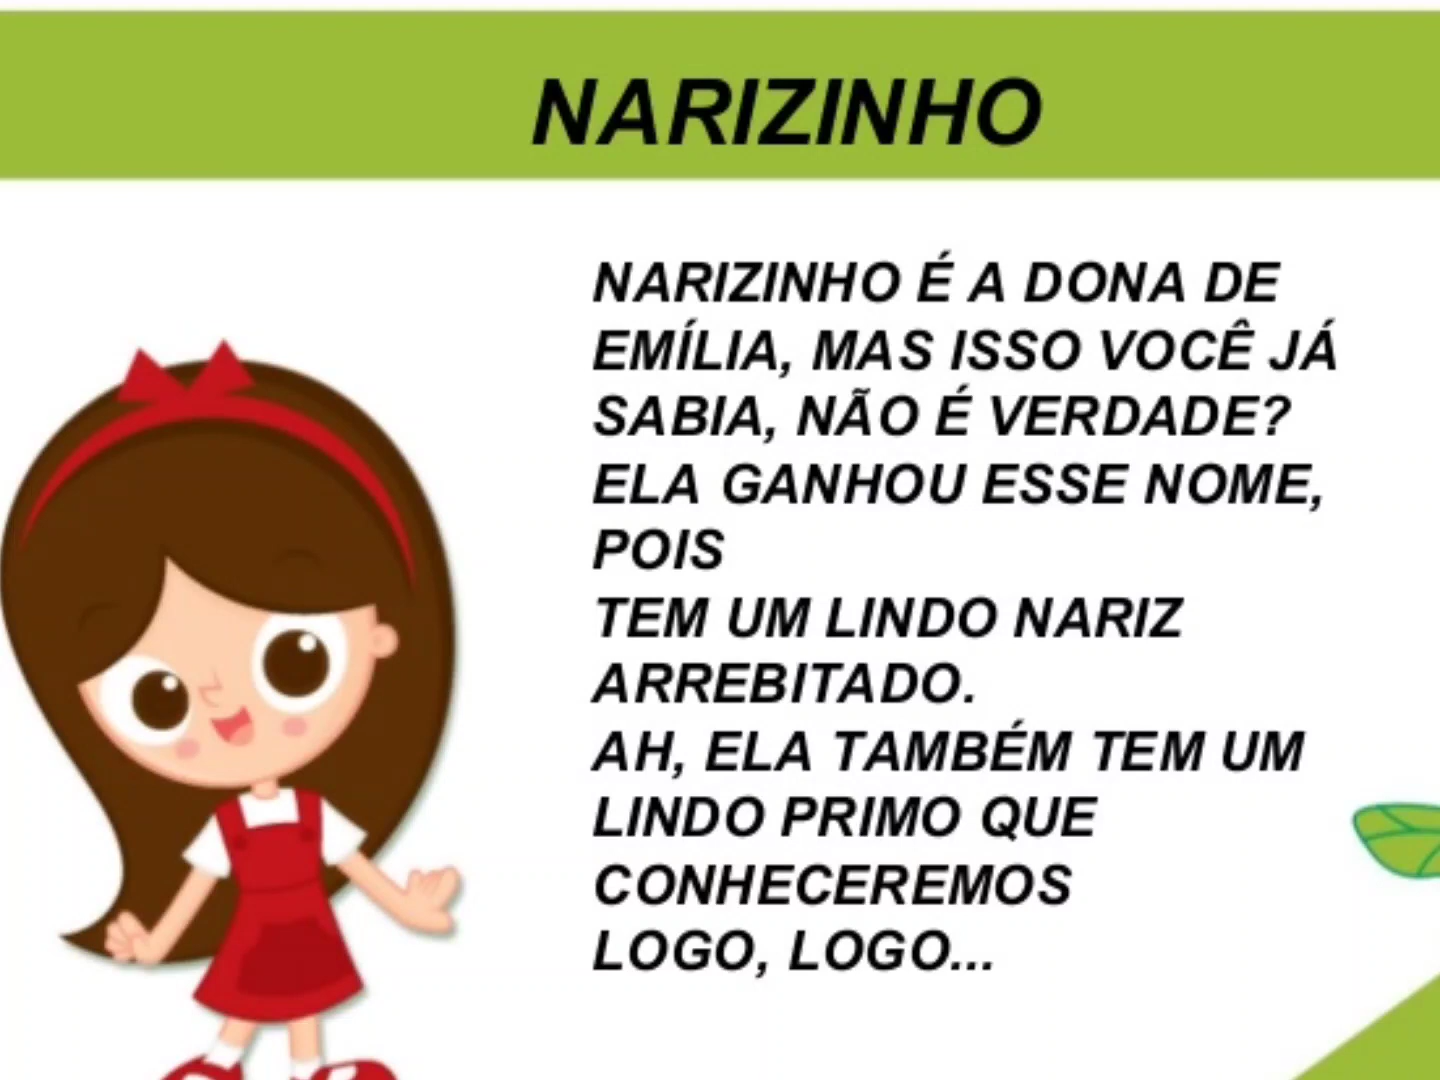 NARIZINHO
NARIZINHO É A DONA DE
EMÍLIA, MAS ISSO VOCÊ JÁ
SABIA, NÃO É VERDADE?
ELA GANHOU ESSE NOME,
POIS
TEM UM LINDO NARIZ
ARREBITADO.
AH, ELA TAMBÉM TEM UM
LINDO PRIMO QUE
CONHECEREMOS
LOGO, LOGO...